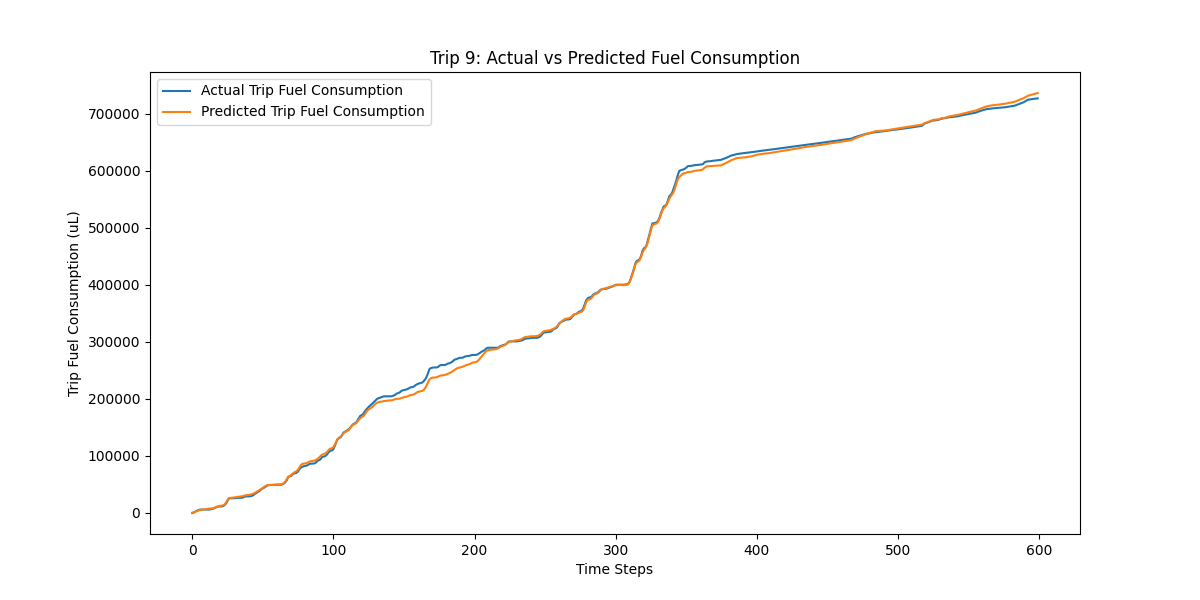 Trip 9: Actual vs Predicted Fuel Consumption
Actual Trip Fuel Consumption
Predicted Trip Fuel Consumption
Trip Fuel Consumption (uL)
700000
600000
500000
400000
300000
200000
100000
0
0 100 200 300 400 500 600
Time Steps